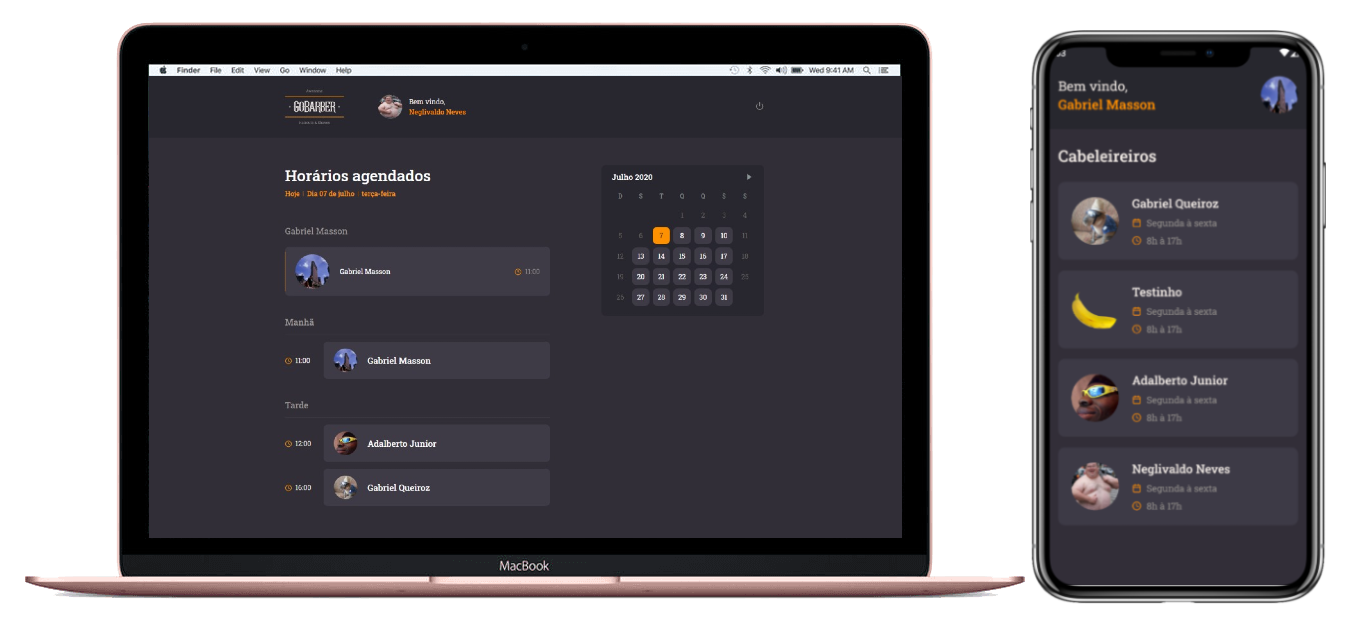 Finder File Edit View Go Window Help
Wed 9:41 AM
GOBARBER
Bem vindo,
Neglivaldo Neves
Horários agendados
Hoje | Dia 07 de julho | terça-feira
Gabriel Masson
Gabriel Masson 11:00
Manhã
11:00 Gabriel Masson
Tarde
12:00 Adalberto Junior
16:00 Gabriel Queiroz
Julho 2020
D S T Q Q S S
1 2 3 4
5 6 7 8 9 10 11
12 13 14 15 16 17 18
19 20 21 22 23 24 25
26 27 28 29 30 31
MacBook
Bem vindo,
Gabriel Masson
Cabeleireiros
Gabriel Queiroz
Segunda à sexta
8h à 17h
Testinho
Segunda à sexta
8h à 17h
Adalberto Junior
Segunda à sexta
8h à 17h
Neglivaldo Neves
Segunda à sexta
8h à 17h